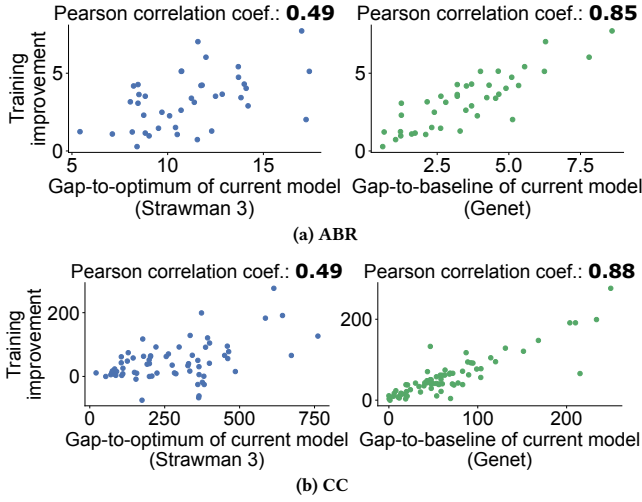 Pearson correlation coef.: 0.49
Pearson correlation coef.: 0.85
Training
improvement
5
0
5
10
15
Gap-to-optimum of current model
(Strawman 3)
5
0
2.5
5.0
7.5
Gap-to-baseline of current model
(Genet)
(a) ABR
Pearson correlation coef.: 0.49
Pearson correlation coef.: 0.88
Training
improvement
200
0
0
250
500
750
Gap-to-optimum of current model
(Strawman 3)
200
0
0
100
200
Gap-to-baseline of current model
(Genet)
(b) CC